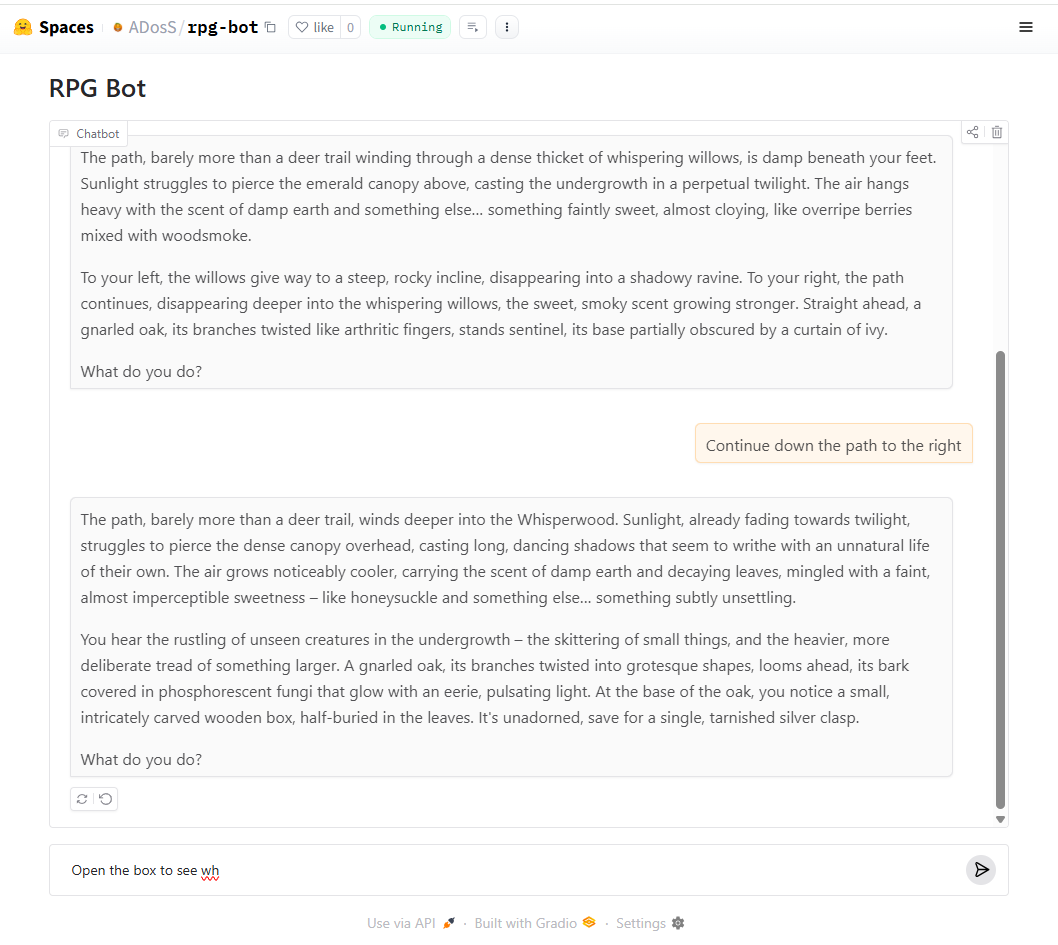 Spaces ADosS/rpg-bot like 0 Running
RPG Bot
Chatbot
The path, barely more than a deer trail winding through a dense thicket of whispering willows, is damp beneath your feet.
Sunlight struggles to pierce the emerald canopy above, casting the undergrowth in a perpetual twilight. The air hangs
heavy with the scent of damp earth and something else... something faintly sweet, almost cloying, like overripe berries
mixed with woodsmoke.
To your left, the willows give way to a steep, rocky incline, disappearing into a shadowy ravine. To your right, the path
continues, disappearing deeper into the whispering willows, the sweet, smoky scent growing stronger. Straight ahead, a
gnarled oak, its branches twisted like arthritic fingers, stands sentinel, its base partially obscured by a curtain of ivy.
What do you do?
Continue down the path to the right
The path, barely more than a deer trail, winds deeper into the Whisperwood. Sunlight, already fading towards twilight,
struggles to pierce the dense canopy overhead, casting long, dancing shadows that seem to writhe with an unnatural life
of their own. The air grows noticeably cooler, carrying the scent of damp earth and decaying leaves, mingled with a faint,
almost imperceptible sweetness – like honeysuckle and something else... something subtly unsettling.
You hear the rustling of unseen creatures in the undergrowth – the skittering of small things, and the heavier, more
deliberate tread of something larger. A gnarled oak, its branches twisted into grotesque shapes, looms ahead, its bark
covered in phosphorescent fungi that glow with an eerie, pulsating light. At the base of the oak, you notice a small,
intricately carved wooden box, half-buried in the leaves. It's unadorned, save for a single, tarnished silver clasp.
What do you do?
Open the box to see wh
Use via API · Built with Gradio · Settings